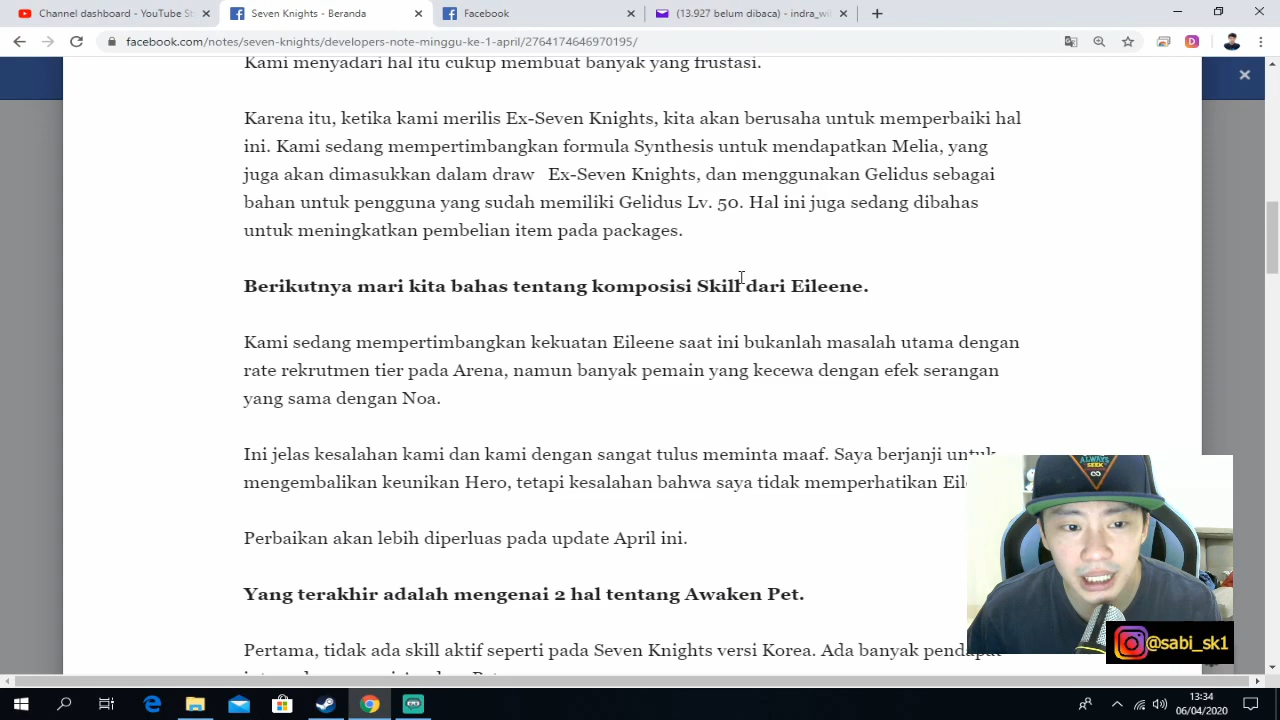 Channel dashboard - YouTube St
Seven Knights - Beranda
Facebook
(13.927 belum dibaca) - indra_wi
facebook.com/notes/seven-knights/developers-note-minggu-ke-1-april/2764174646970195/
Kami menyadari hal itu cukup membuat banyak yang frustasi.
Karena itu, ketika kami merilis Ex-Seven Knights, kita akan berusaha untuk memperbaiki hal
ini. Kami sedang mempertimbangkan formula Synthesis untuk mendapatkan Melia, yang
juga akan dimasukkan dalam draw Ex-Seven Knights, dan menggunakan Gelidus sebagai
bahan untuk pengguna yang sudah memiliki Gelidus Lv. 50. Hal ini juga sedang dibahas
untuk meningkatkan pembelian item pada packages.
Berikutnya mari kita bahas tentang komposisi Skill dari Eileene.
Kami sedang mempertimbangkan kekuatan Eileene saat ini bukanlah masalah utama dengan
rate rekrutmen tier pada Arena, namun banyak pemain yang kecewa dengan efek serangan
yang sama dengan Noa.
Ini jelas kesalahan kami dan kami dengan sangat tulus meminta maaf. Saya berjanji untuk
mengembalikan keunikan Hero, tetapi kesalahan bahwa saya tidak memperhatikan Eil
Perbaikan akan lebih diperluas pada update April ini.
Yang terakhir adalah mengenai 2 hal tentang Awaken Pet.
Pertama, tidak ada skill aktif seperti pada Seven Knights versi Korea. Ada banyak pendapat
ALWAYS
SEEK
@sabi_sk1
13:34
06/04/2020